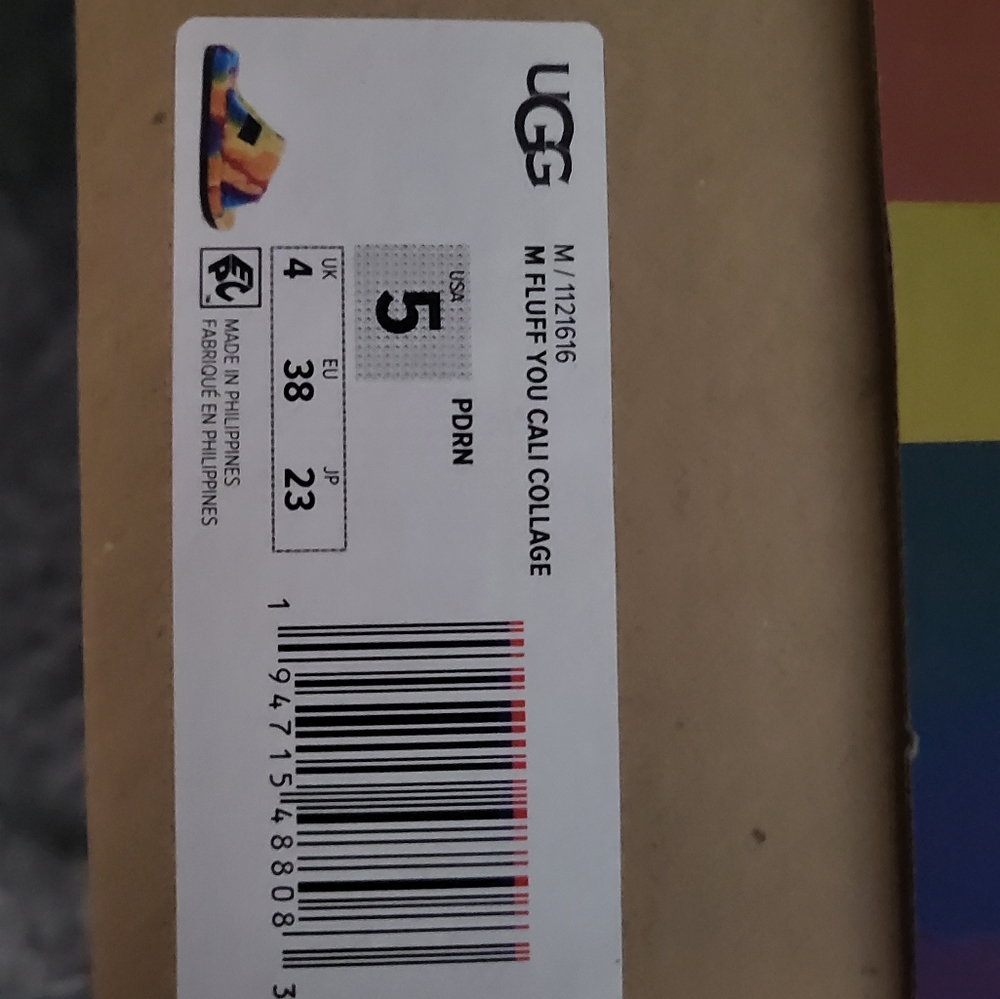 UGG
M / 1121616
M FLUFF YOU CALI COLLAGE
PDRN
USA
5
UK EU JP
4 38 23
MADE IN PHILIPPINES
FABRIQUÉ EN PHILIPPINES
1 94715 48808 3